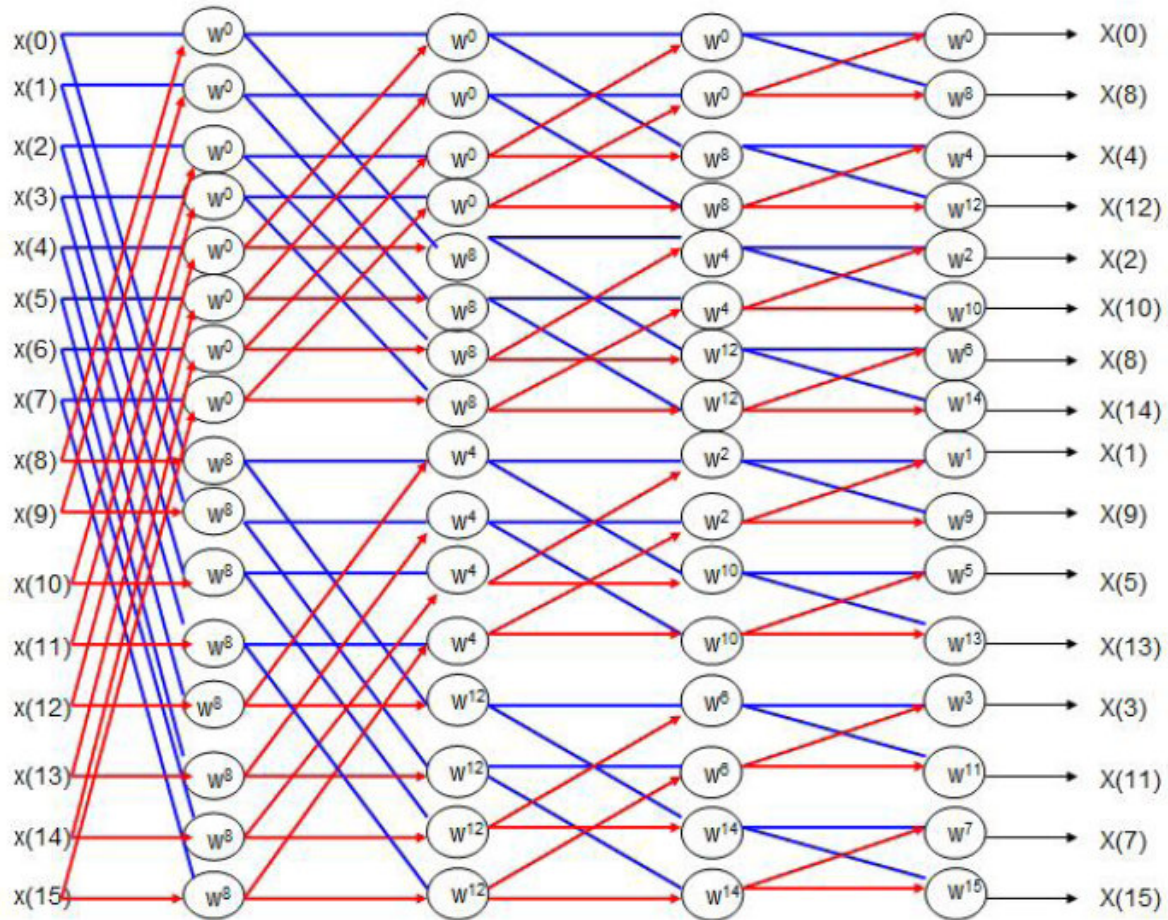 x(0) W⁰ W⁰ W⁰ W⁰ X(0)
x(1) W⁰ W⁰ W⁰ W⁸ X(8)
x(2) W⁰ W⁰ W⁸ W⁴ X(4)
x(3) W⁰ W⁰ W⁸ W¹² X(12)
x(4) W⁰ W⁸ W⁴ W² X(2)
x(5) W⁰ W⁸ W⁴ W¹⁰ X(10)
x(6) W⁰ W⁸ W¹² W⁶ X(8)
x(7) W⁰ W⁸ W¹² W¹⁴ X(14)
x(8) W⁸ W⁴ W² W¹ X(1)
x(9) W⁸ W⁴ W² W⁹ X(9)
x(10) W⁸ W⁴ W¹⁰ W⁵ X(5)
x(11) W⁸ W⁴ W¹⁰ W¹³ X(13)
x(12) W⁸ W¹² W⁶ W³ X(3)
x(13) W⁸ W¹² W⁶ W¹¹ X(11)
x(14) W⁸ W¹² W¹⁴ W⁷ X(7)
x(15) W⁸ W¹² W¹⁴ W¹⁵ X(15)